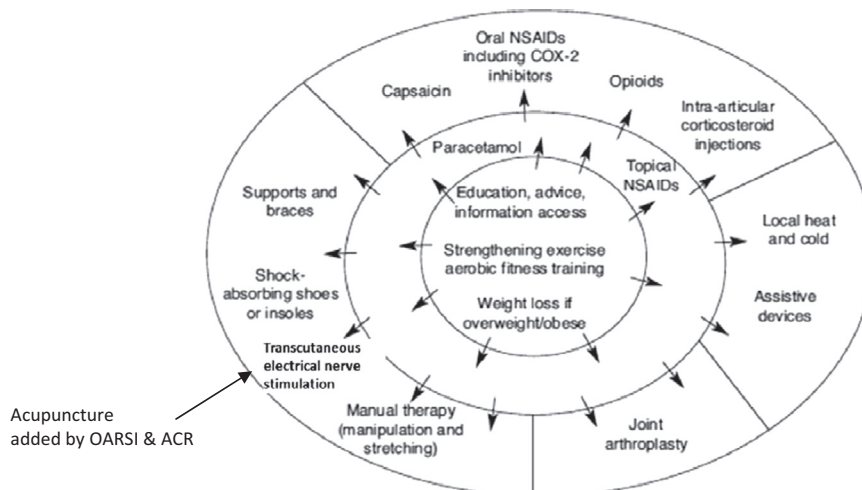 Oral NSAIDs
including COX-2
inhibitors
Capsaicin
Opioids
Intra-articular
corticosteroid
injections
Paracetamol
Topical
NSAIDs
Supports and
braces
Education, advice,
information access
Local heat
and cold
Strengthening exercise
aerobic fitness training
Shock-
absorbing shoes
or insoles
Weight loss if
overweight/obese
Assistive
devices
Transcutaneous
electrical nerve
stimulation
Acupuncture
added by OARSI & ACR
Manual therapy
(manipulation and
stretching)
Joint
arthroplasty